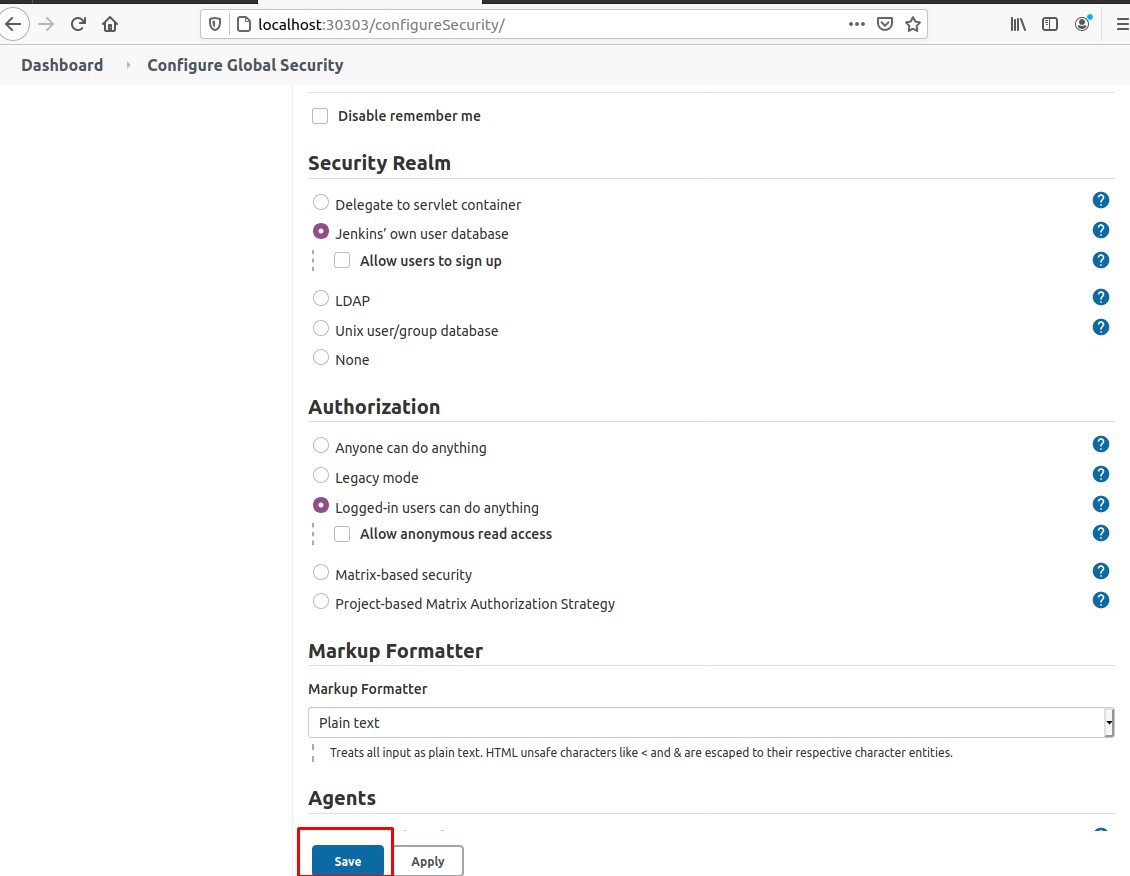 localhost:30303/configureSecurity/
Dashboard Configure Global Security
Disable remember me
Security Realm
Delegate to servlet container
?
Jenkins’ own user database
?
Allow users to sign up
?
LDAP
?
Unix user/group database
?
None
Authorization
Anyone can do anything
?
Legacy mode
?
Logged-in users can do anything
?
Allow anonymous read access
?
Matrix-based security
?
Project-based Matrix Authorization Strategy
?
Markup Formatter
Markup Formatter
Plain text
Treats all input as plain text. HTML unsafe characters like < and & are escaped to their respective character entities.
Agents
Save Apply